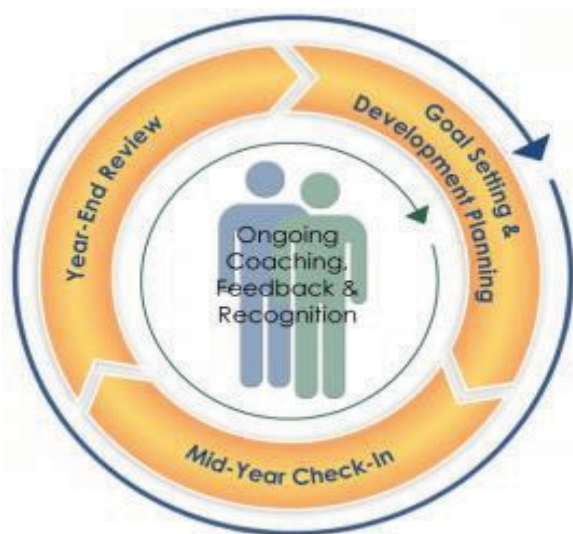 Goal Setting &
Development Planning
Mid-Year Check-In
Year-End Review
Ongoing
Coaching,
Feedback &
Recognition